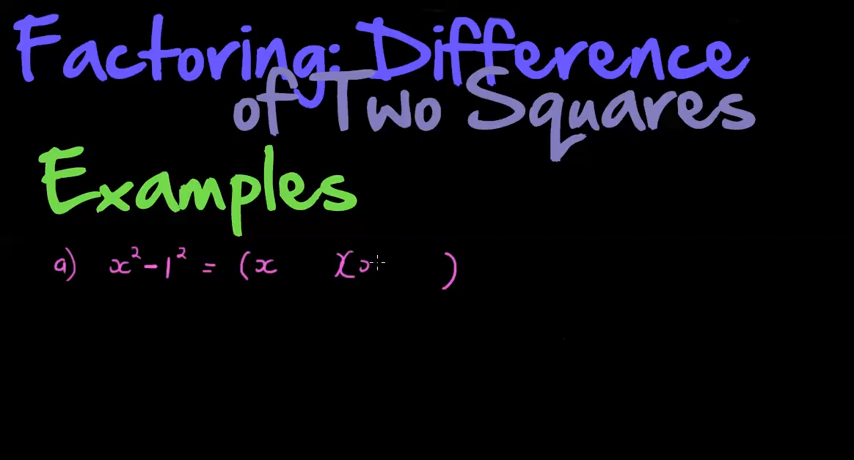 Factoring: Difference
of Two Squares
Examples
a) x² - 1² = (x )(x )